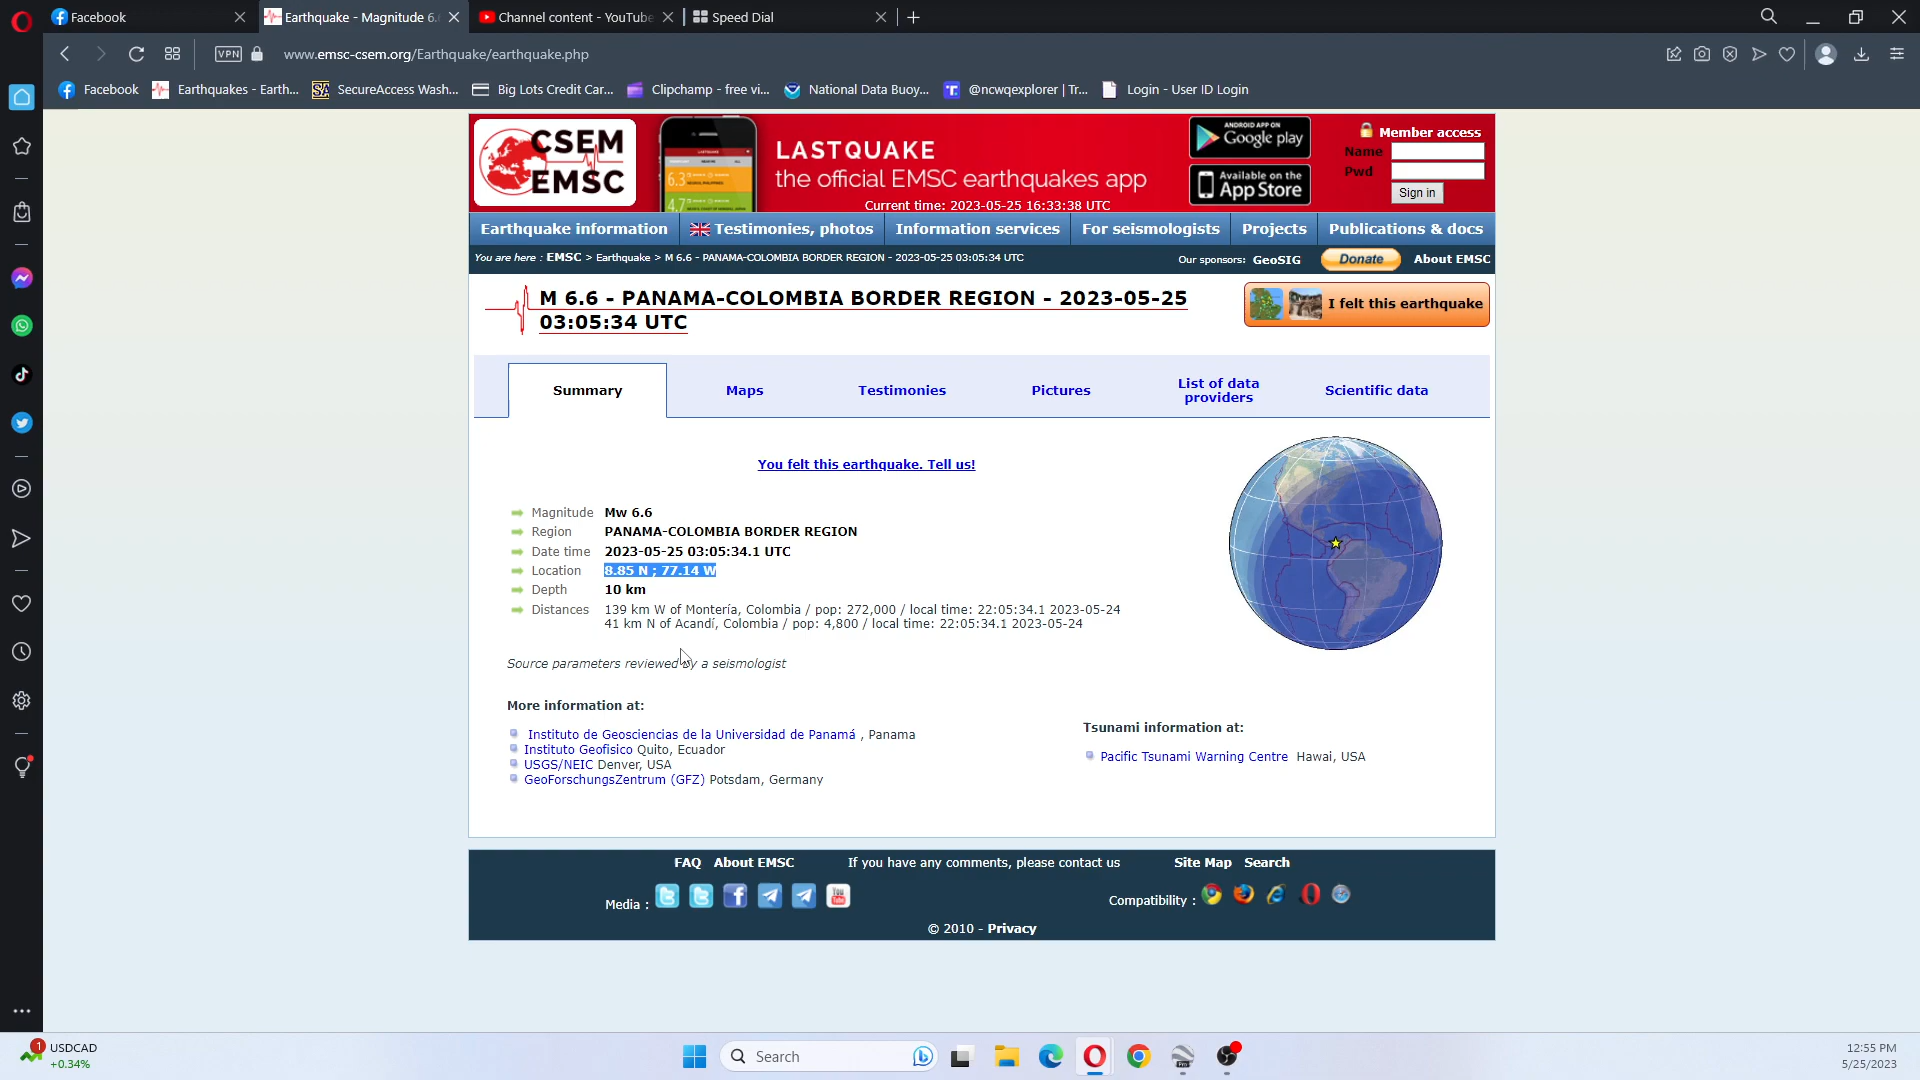 Facebook
Earthquake - Magnitude 6.
Channel content - YouTube
Speed Dial
VPN
www.emsc-csem.org/Earthquake/earthquake.php
Facebook
Earthquakes - Earth...
SA
SecureAccess Wash...
Big Lots Credit Car...
Clipchamp - free vi...
National Data Buoy...
@ncwqexplorer | Tr...
Login - User ID Login
CSEM
EMSC
LASTQUAKE
the official EMSC earthquakes app
Current time: 2023-05-25 16:33:38 UTC
ANDROID APP ON
Google play
Available on the
App Store
Member access
Name
Pwd
Sign in
Earthquake information
Testimonies, photos
Information services
For seismologists
Projects
Publications & docs
You are here : EMSC > Earthquake > M 6.6 - PANAMA-COLOMBIA BORDER REGION - 2023-05-25 03:05:34 UTC
Our sponsors: GeoSIG
Donate
About EMSC
M 6.6 - PANAMA-COLOMBIA BORDER REGION - 2023-05-25
03:05:34 UTC
I felt this earthquake
Summary
Maps
Testimonies
Pictures
List of data
providers
Scientific data
You felt this earthquake. Tell us!
Magnitude Mw 6.6
Region PANAMA-COLOMBIA BORDER REGION
Date time 2023-05-25 03:05:34.1 UTC
Location 8.85 N ; 77.14 W
Depth 10 km
Distances 139 km W of Montería, Colombia / pop: 272,000 / local time: 22:05:34.1 2023-05-24
41 km N of Acandí, Colombia / pop: 4,800 / local time: 22:05:34.1 2023-05-24
Source parameters reviewed by a seismologist
More information at:
Instituto de Geosciencias de la Universidad de Panamá , Panama
Instituto Geofisico Quito, Ecuador
USGS/NEIC Denver, USA
GeoForschungsZentrum (GFZ) Potsdam, Germany
Tsunami information at:
Pacific Tsunami Warning Centre Hawai, USA
FAQ
About EMSC
If you have any comments, please contact us
Site Map
Search
Media :
Compatibility :
© 2010 - Privacy
1
USDCAD
+0.34%
Search
12:55 PM
5/25/2023